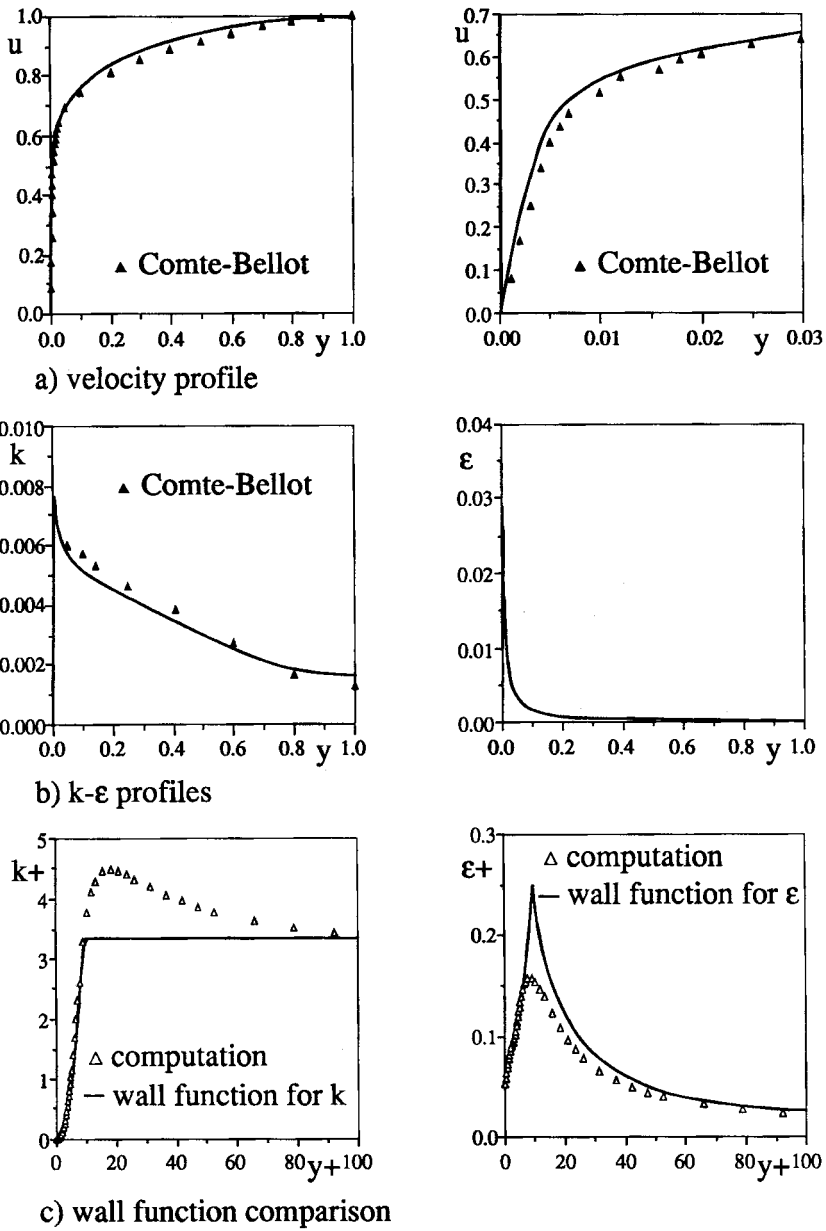 1.0
u
0.8
0.6
0.4
0.2
0.0
▲ Comte-Bellot
0.0 0.2 0.4 0.6 0.8 1.0
y
0.7
u
0.6
0.5
0.4
0.3
0.2
0.1
0.0
▲ Comte-Bellot
0.00 0.01 0.02 0.03
y
a) velocity profile
0.010
k
0.008
0.006
0.004
0.002
0.000
▲ Comte-Bellot
0.0 0.2 0.4 0.6 0.8 1.0
y
0.04
ε
0.03
0.02
0.01
0.00
0.0 0.2 0.4 0.6 0.8 1.0
y
b) k-ε profiles
5
k+
4
3
2
1
0
△ computation
— wall function for k
0 20 40 60 80 y+ 100
0.3
ε+
0.2
0.1
0.0
△ computation
— wall function for ε
0 20 40 60 80 y+ 100
c) wall function comparison